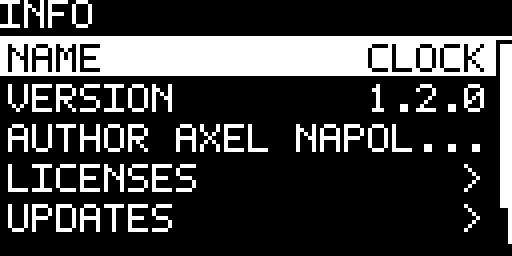 INFO
NAME CLOCK
VERSION 1.2.0
AUTHOR AXEL NAPOL...
LICENSES >
UPDATES >